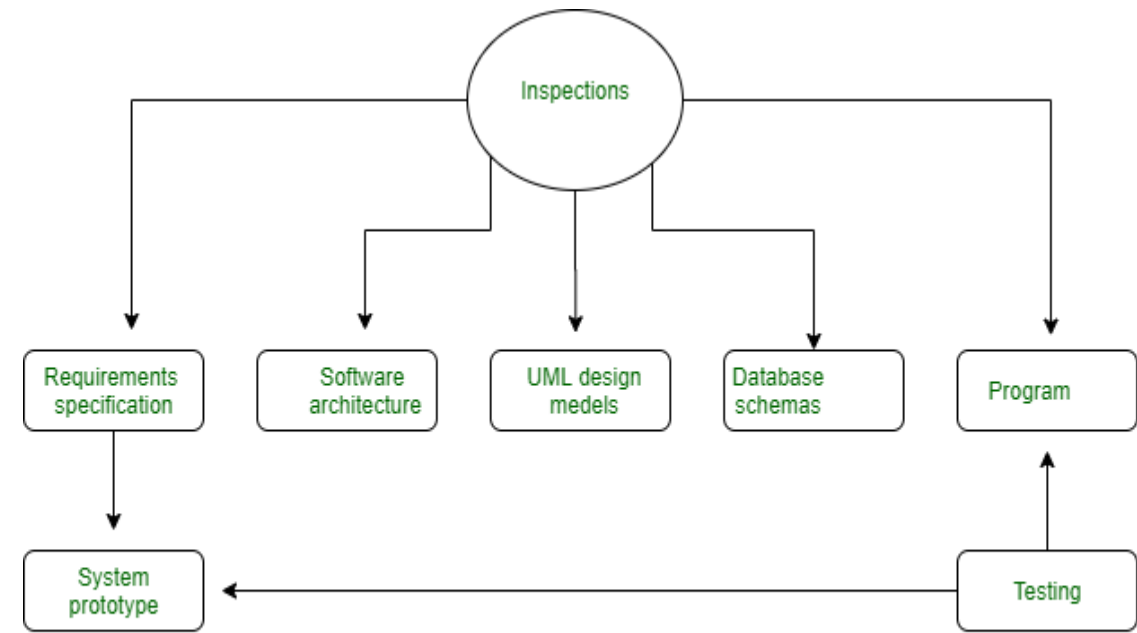 Inspections
Requirements
specification
Software
architecture
UML design
medels
Database
schemas
Program
System
prototype
Testing